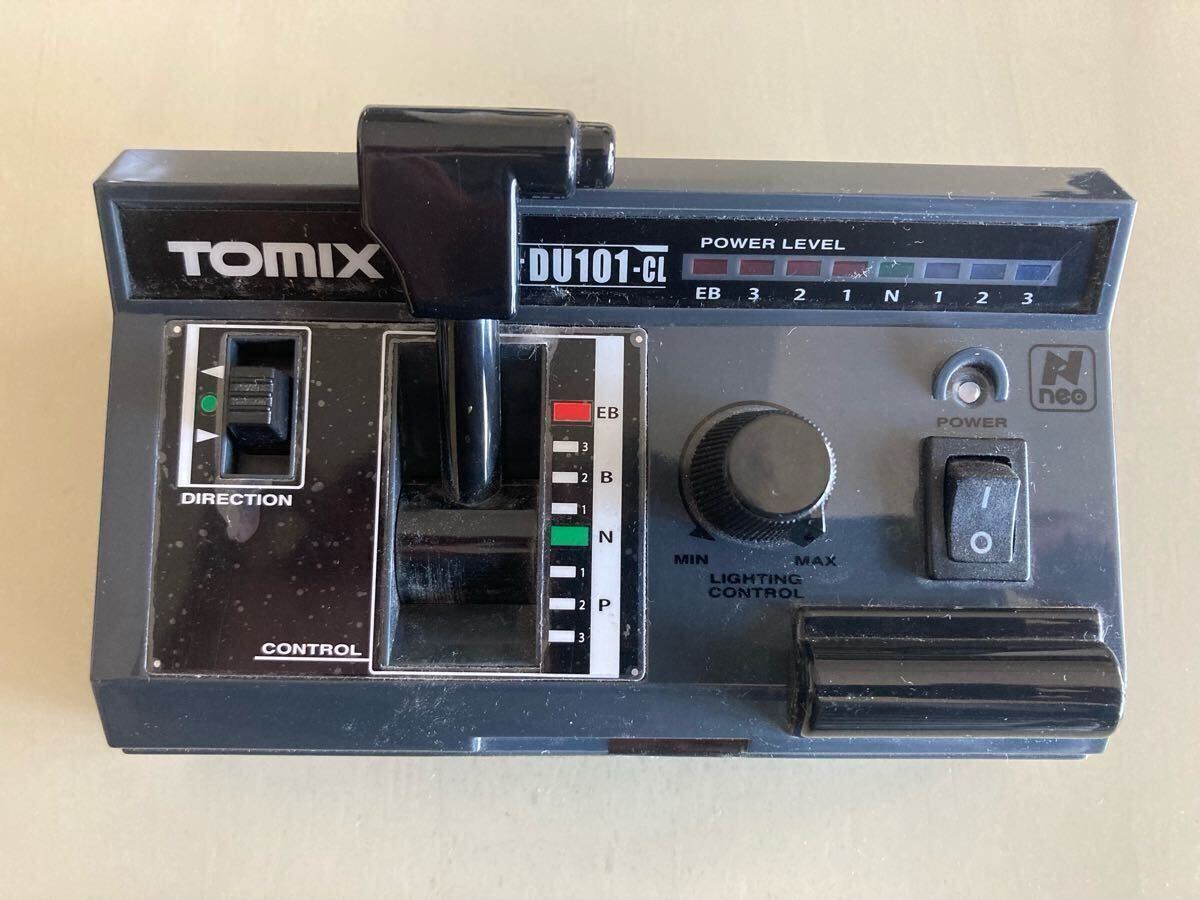 TOMIX
DU101-CL
POWER LEVEL
EB 3 2 1 N 1 2 3
DIRECTION
EB
3
2 B
1
N
1
2 P
3
CONTROL
MIN MAX
LIGHTING
CONTROL
N
neo
POWER
I
O